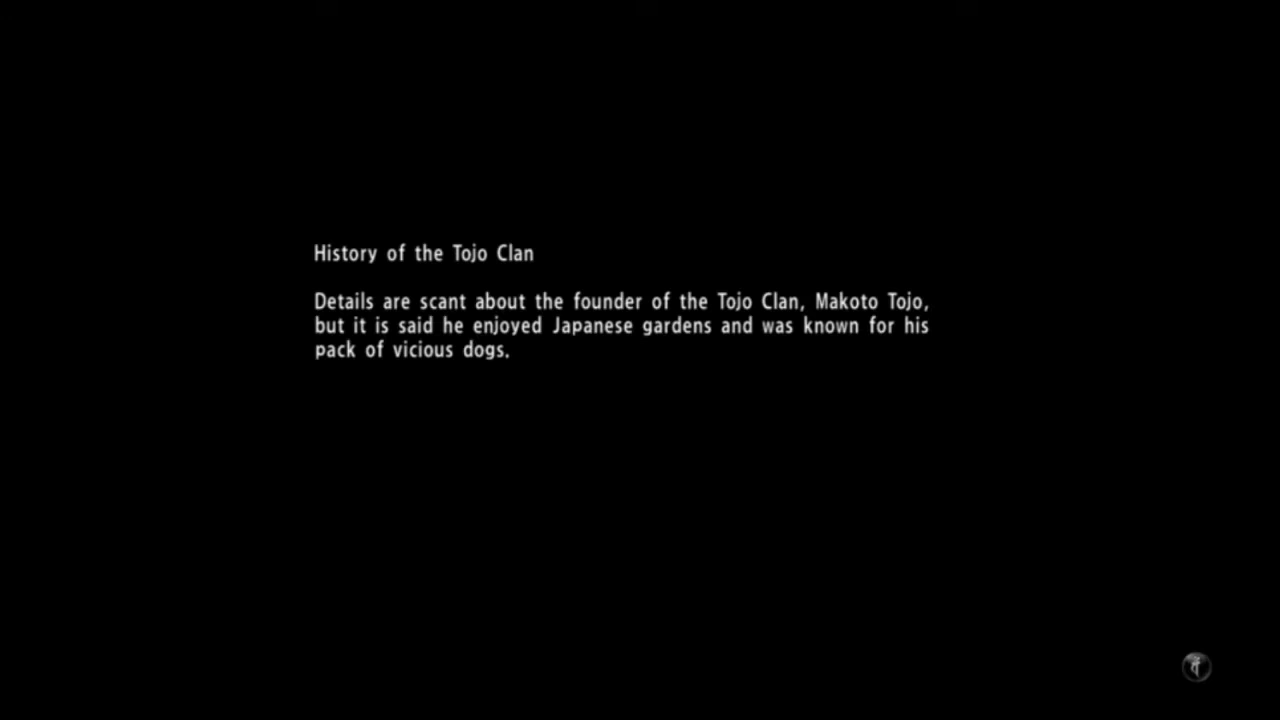 History of the Tojo Clan
Details are scant about the founder of the Tojo Clan, Makoto Tojo,
but it is said he enjoyed Japanese gardens and was known for his
pack of vicious dogs.